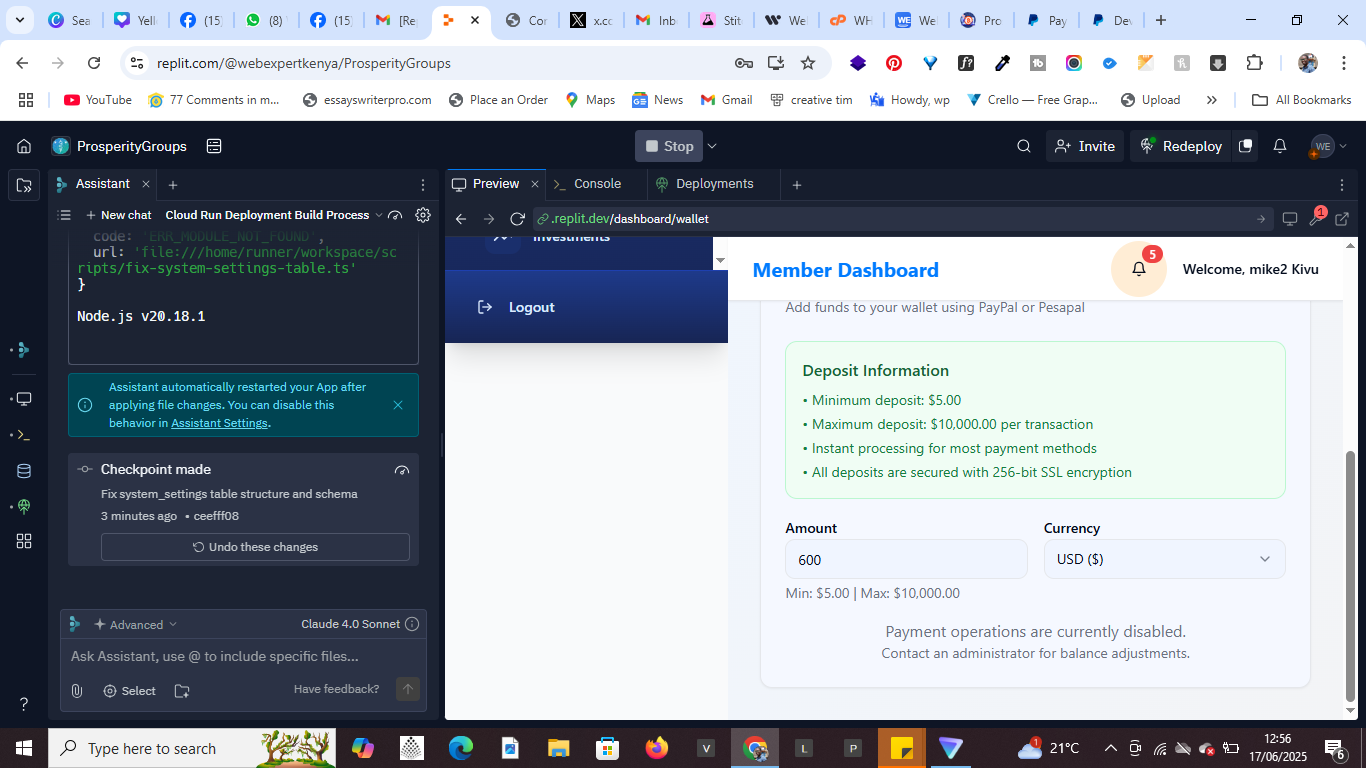 Sea
Yelle
(15)
(8)
(15)
[Re
Cor
x.cc
Inb
Stit
Wel
WH
We
Pro
Pay
Dev
replit.com/@webexpertkenya/ProsperityGroups
YouTube
77 Comments in m...
essayswriterpro.com
Place an Order
Maps
News
Gmail
creative tim
Howdy, wp
Crello — Free Grap...
Upload
All Bookmarks
ProsperityGroups
Stop
Invite
Redeploy
WE
Assistant
Preview
Console
Deployments
New chat
Cloud Run Deployment Build Process
.replit.dev/dashboard/wallet
1
code: 'ERR_MODULE_NOT_FOUND',
url: 'file:///home/runner/workspace/sc
ripts/fix-system-settings-table.ts'
}
Node.js v20.18.1
Assistant automatically restarted your App after
applying file changes. You can disable this
behavior in Assistant Settings.
Checkpoint made
Fix system_settings table structure and schema
3 minutes ago • ceefff08
Undo these changes
Advanced
Claude 4.0 Sonnet
Ask Assistant, use @ to include specific files...
Select
Have feedback?
Investments
Logout
Member Dashboard
5
Welcome, mike2 Kivu
Add funds to your wallet using PayPal or Pesapal
Deposit Information
• Minimum deposit: $5.00
• Maximum deposit: $10,000.00 per transaction
• Instant processing for most payment methods
• All deposits are secured with 256-bit SSL encryption
Amount
Currency
600
USD ($)
Min: $5.00 | Max: $10,000.00
Payment operations are currently disabled.
Contact an administrator for balance adjustments.
Type here to search
V
L
P
1
21°C
12:56
17/06/2025
6